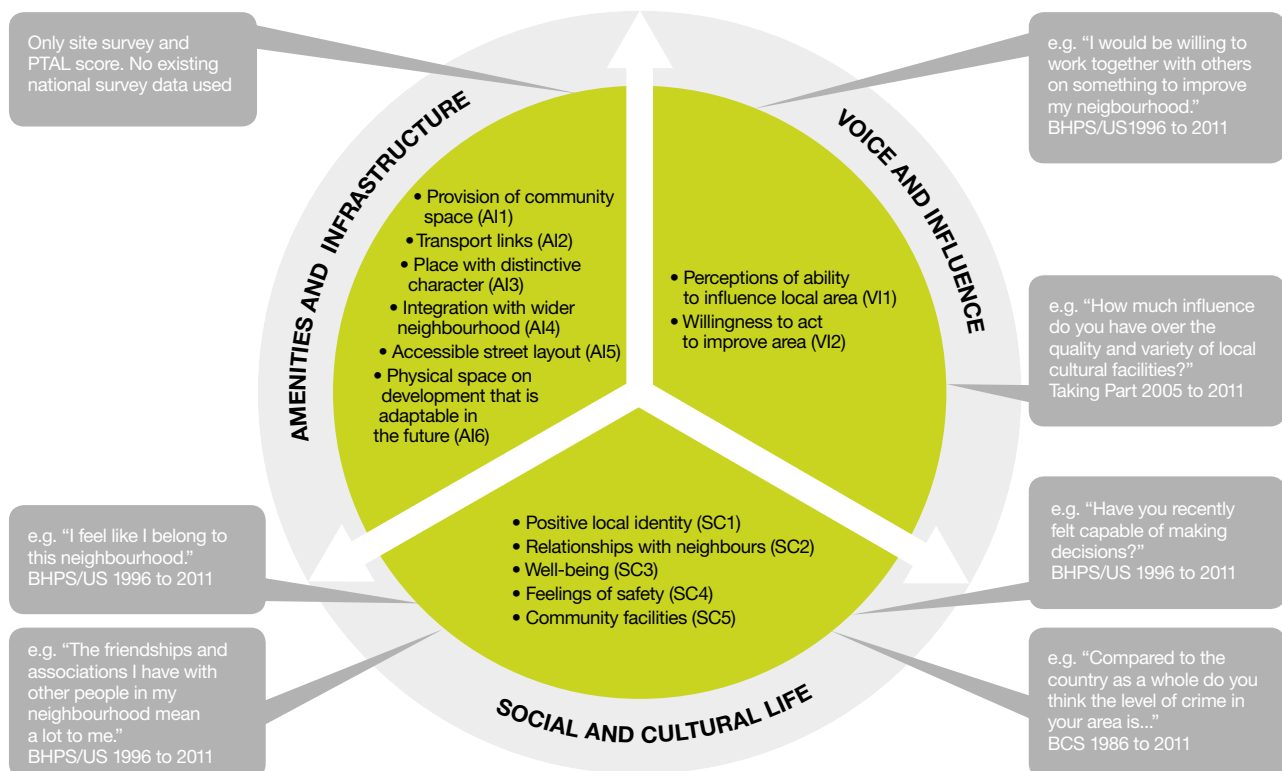 Only site survey and
PTAL score. No existing
national survey data used
e.g. “I would be willing to
work together with others
on something to improve
my neigbourhood.”
BHPS/US1996 to 2011
AMENITIES AND INFRASTRUCTURE
VOICE AND INFLUENCE
• Provision of community
space (AI1)
• Transport links (AI2)
• Place with distinctive
character (AI3)
• Integration with wider
neighbourhood (AI4)
• Accessible street layout (AI5)
• Physical space on
development that is
adaptable in
the future (AI6)
• Perceptions of ability
to influence local area (VI1)
• Willingness to act
to improve area (VI2)
e.g. “How much influence
do you have over the
quality and variety of local
cultural facilities?”
Taking Part 2005 to 2011
e.g. “I feel like I belong to
this neighbourhood.”
BHPS/US 1996 to 2011
• Positive local identity (SC1)
• Relationships with neighbours (SC2)
• Well-being (SC3)
• Feelings of safety (SC4)
• Community facilities (SC5)
e.g. “Have you recently
felt capable of making
decisions?”
BHPS/US 1996 to 2011
e.g. “The friendships and
associations I have with
other people in my
neighbourhood mean
a lot to me.”
BHPS/US 1996 to 2011
SOCIAL AND CULTURAL LIFE
e.g. “Compared to the
country as a whole do you
think the level of crime in
your area is...”
BCS 1986 to 2011